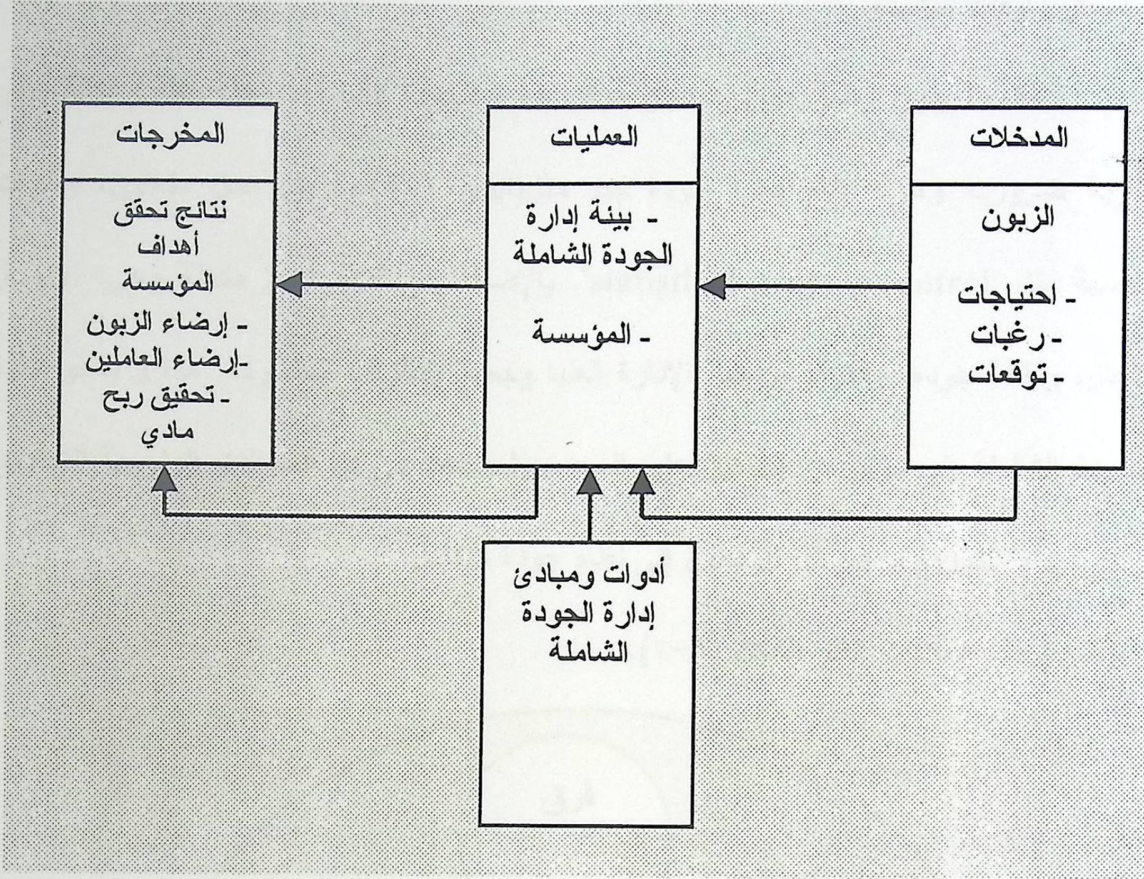 المدخلات
الزبون
- احتياجات
- رغبات
- توقعات
العمليات
- بيئة إدارة
الجودة الشاملة
- المؤسسة
المخرجات
نتائج تحقق
أهداف
المؤسسة
- إرضاء الزبون
-إرضاء العاملين
- تحقيق ربح
مادي
أدوات ومبادئ
إدارة الجودة
الشاملة